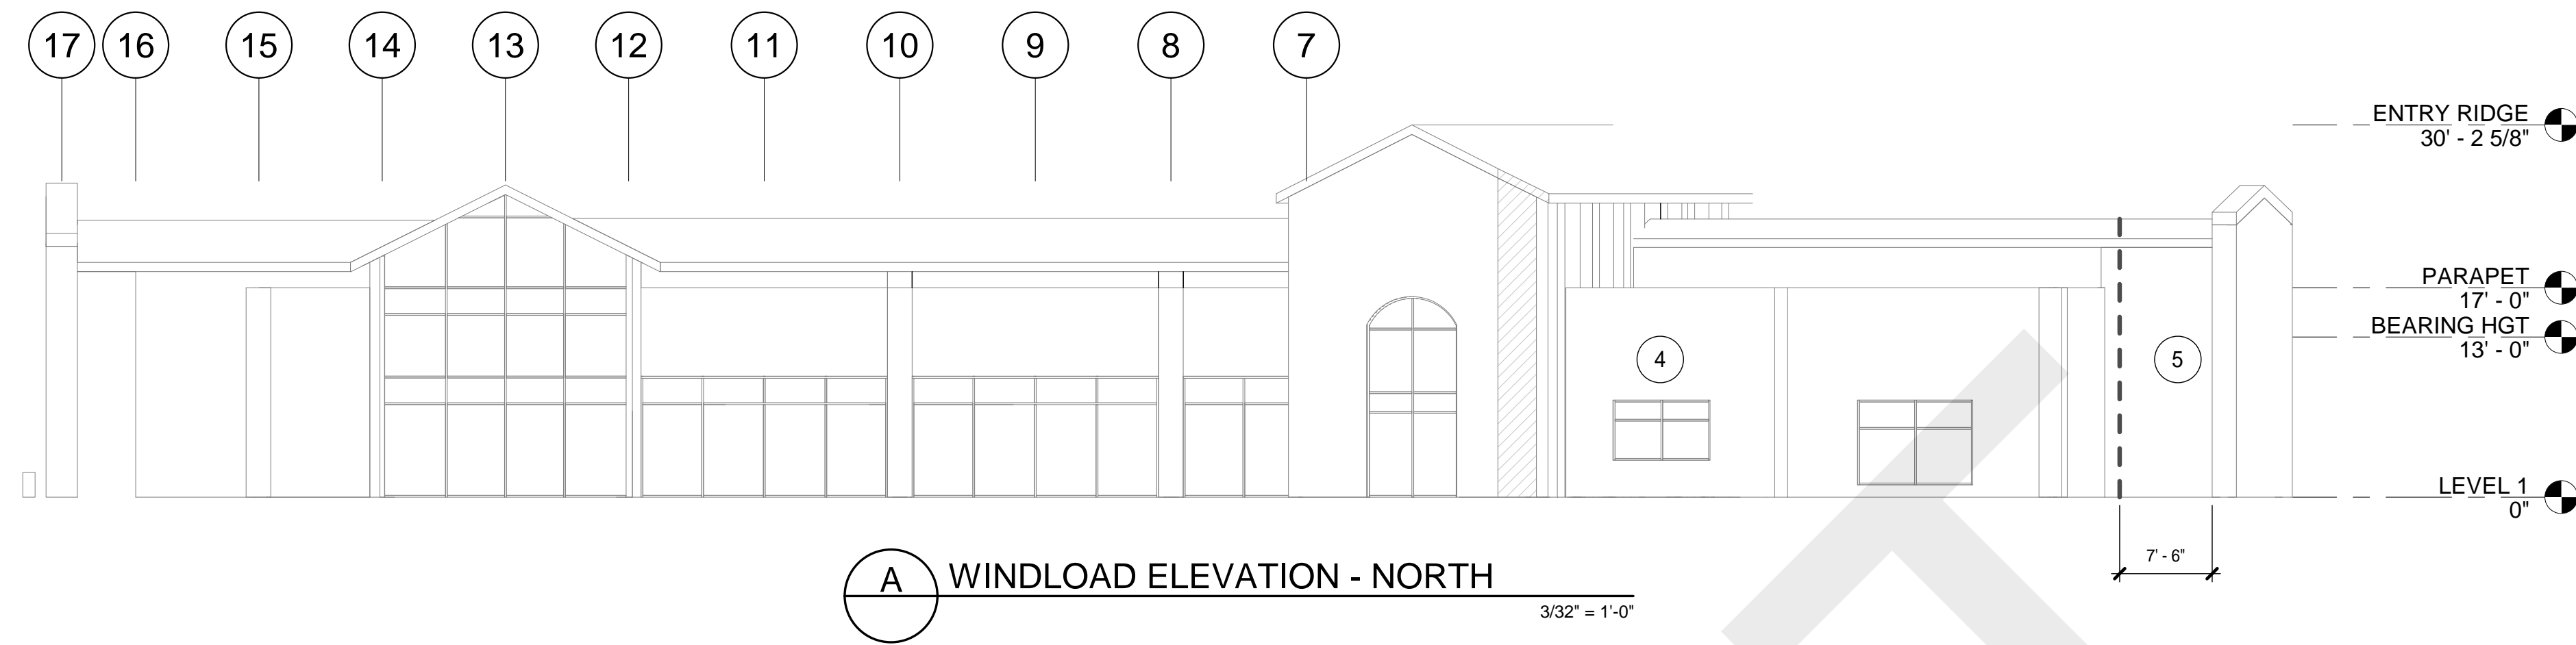 17 16 15 14 13 12 11 10 9 8 7
ENTRY RIDGE
30' - 2 5/8"
PARAPET
17' - 0"
BEARING HGT
13' - 0"
4 5
LEVEL 1
0"
7' - 6"
A WINDLOAD ELEVATION - NORTH
3/32" = 1'-0"